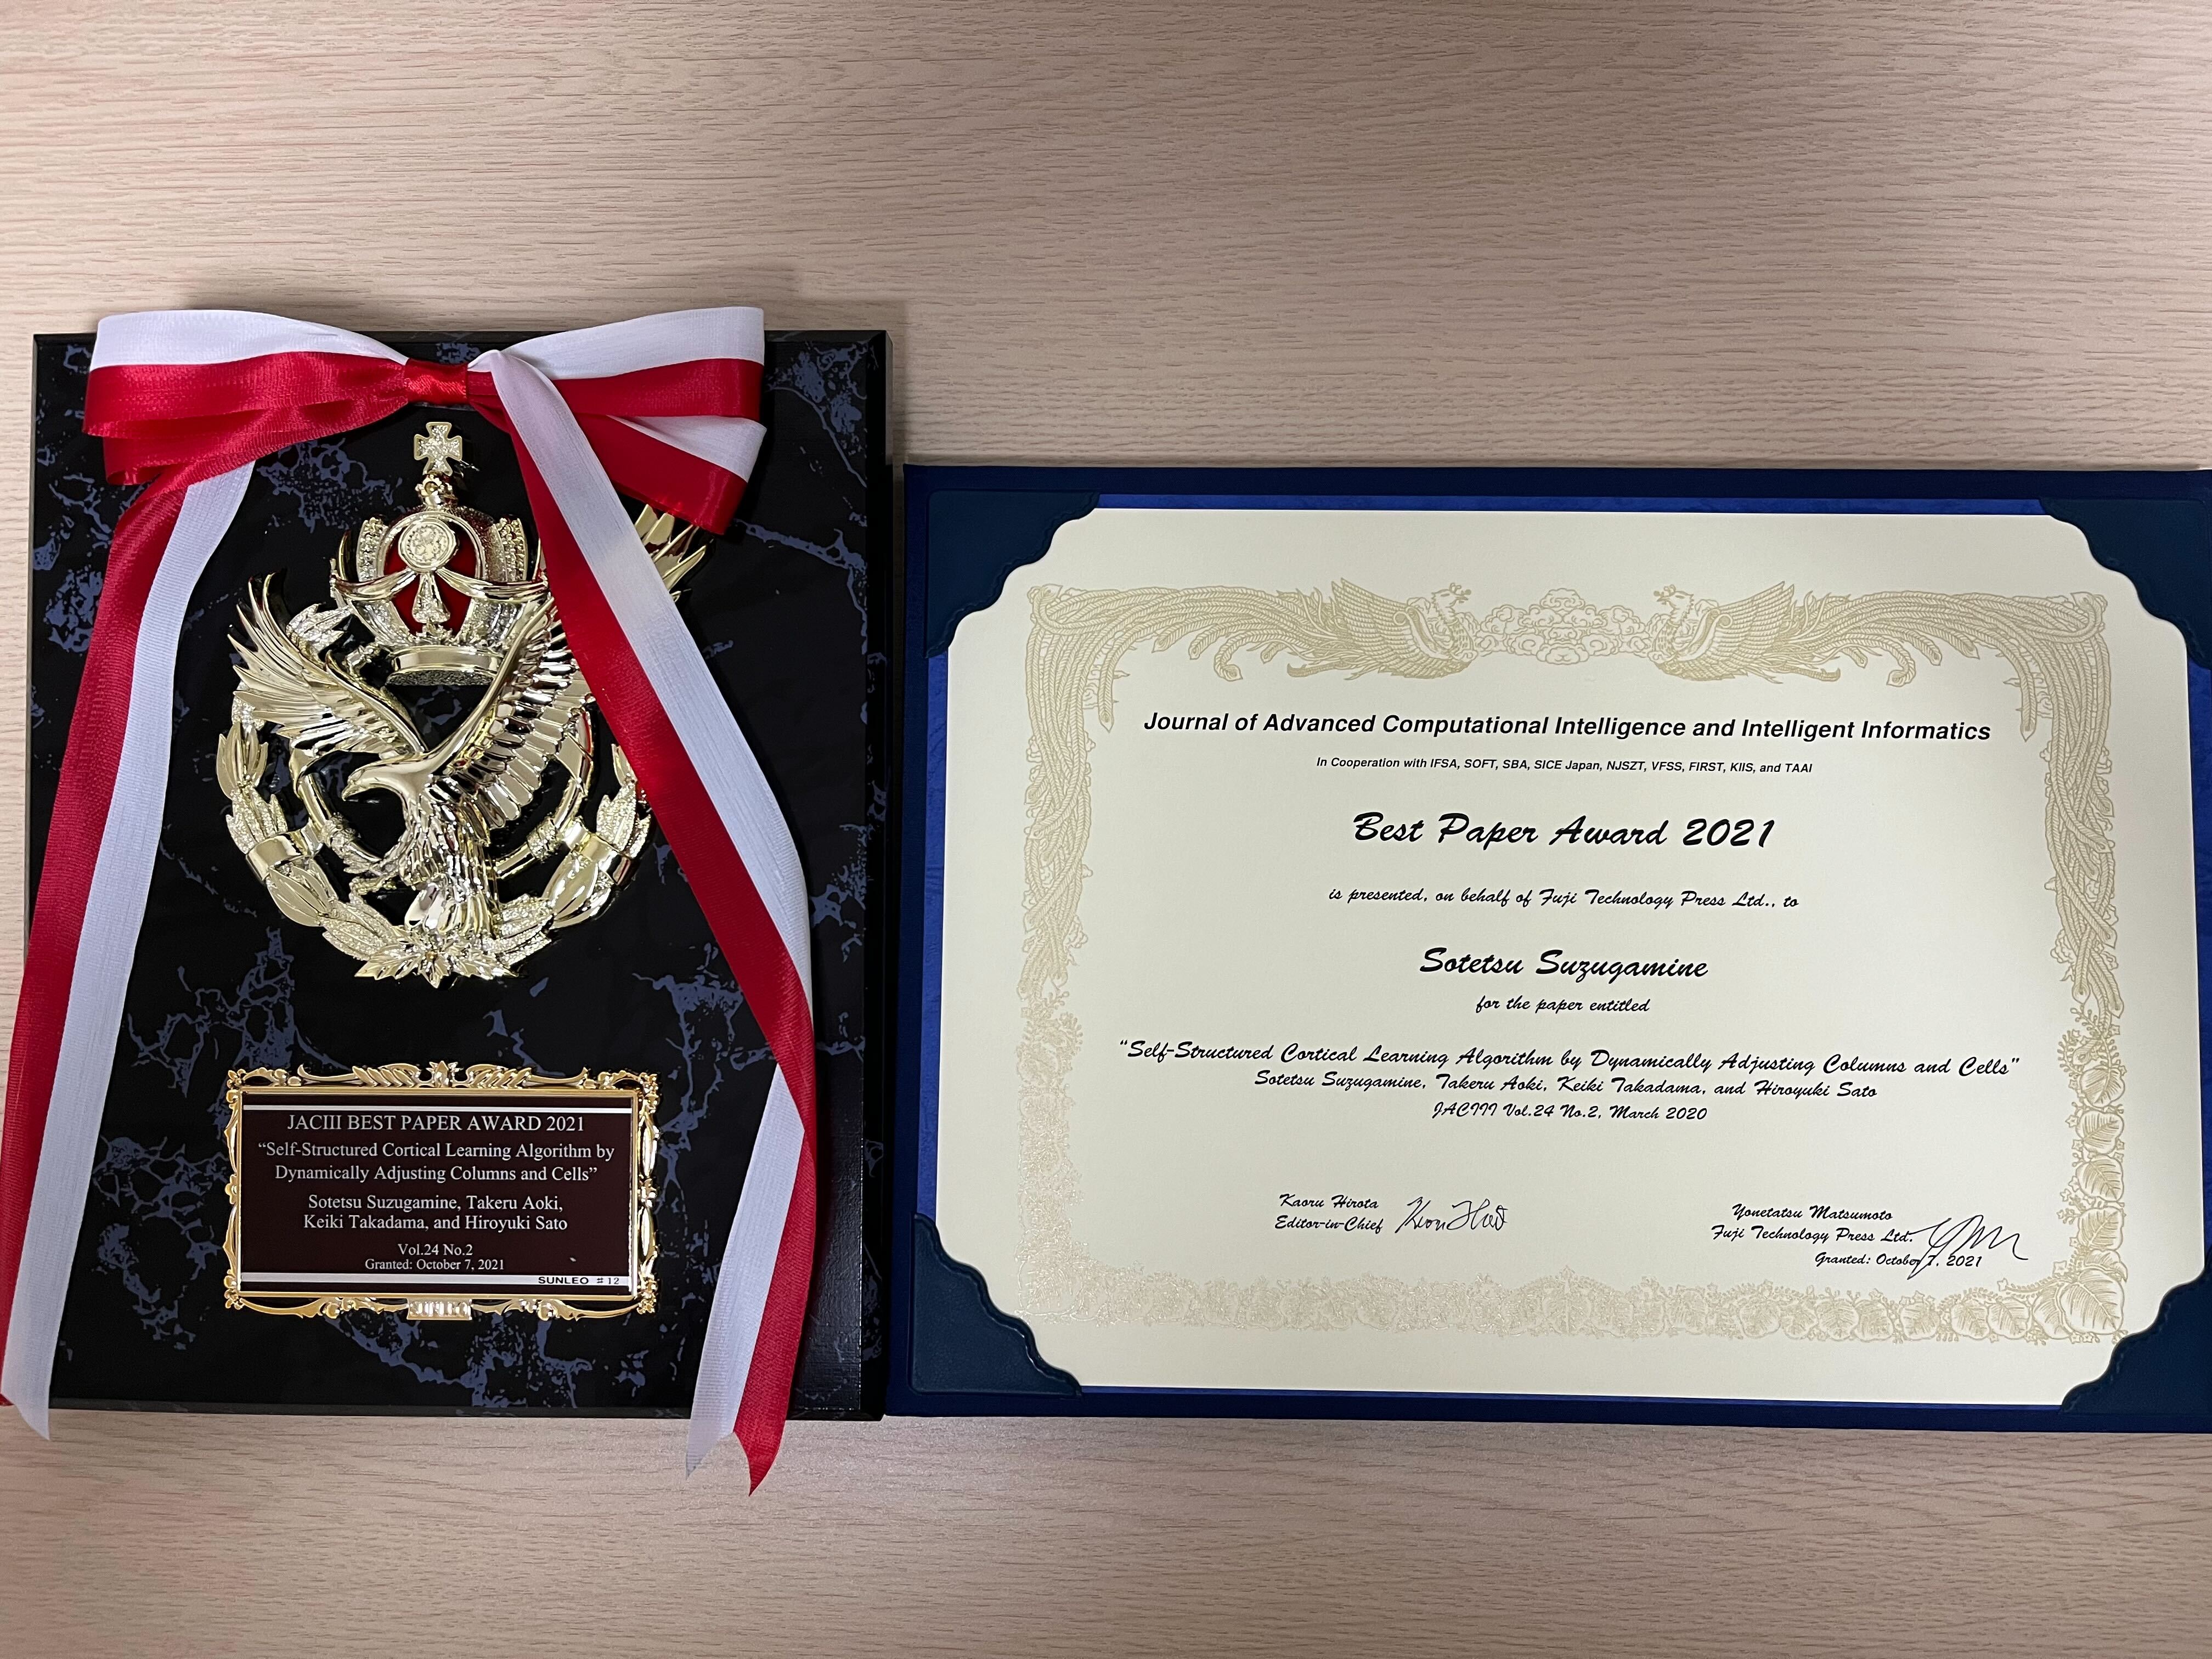 JACIII BEST PAPER AWARD 2021
“Self-Structured Cortical Learning Algorithm by
Dynamically Adjusting Columns and Cells”
Sotetsu Suzugamine, Takeru Aoki,
Keiki Takadama, and Hiroyuki Sato
Vol.24 No.2
Granted: October 7, 2021
SUNLEO #12
Journal of Advanced Computational Intelligence and Intelligent Informatics
In Cooperation with IFSA, SOFT, SBA, SICE Japan, NJSZT, VFSS, FIRST, KIIS, and TAAI
Best Paper Award 2021
is presented, on behalf of Fuji Technology Press Ltd., to
Sotetsu Suzugamine
for the paper entitled
“Self-Structured Cortical Learning Algorithm by Dynamically Adjusting Columns and Cells”
Sotetsu Suzugamine, Takeru Aoki, Keiki Takadama, and Hiroyuki Sato
JACIII Vol.24 No.2, March 2020
Kaoru Hirota
Editor-in-Chief
Yonetatsu Matsumoto
Fuji Technology Press Ltd.
Granted: October 7, 2021